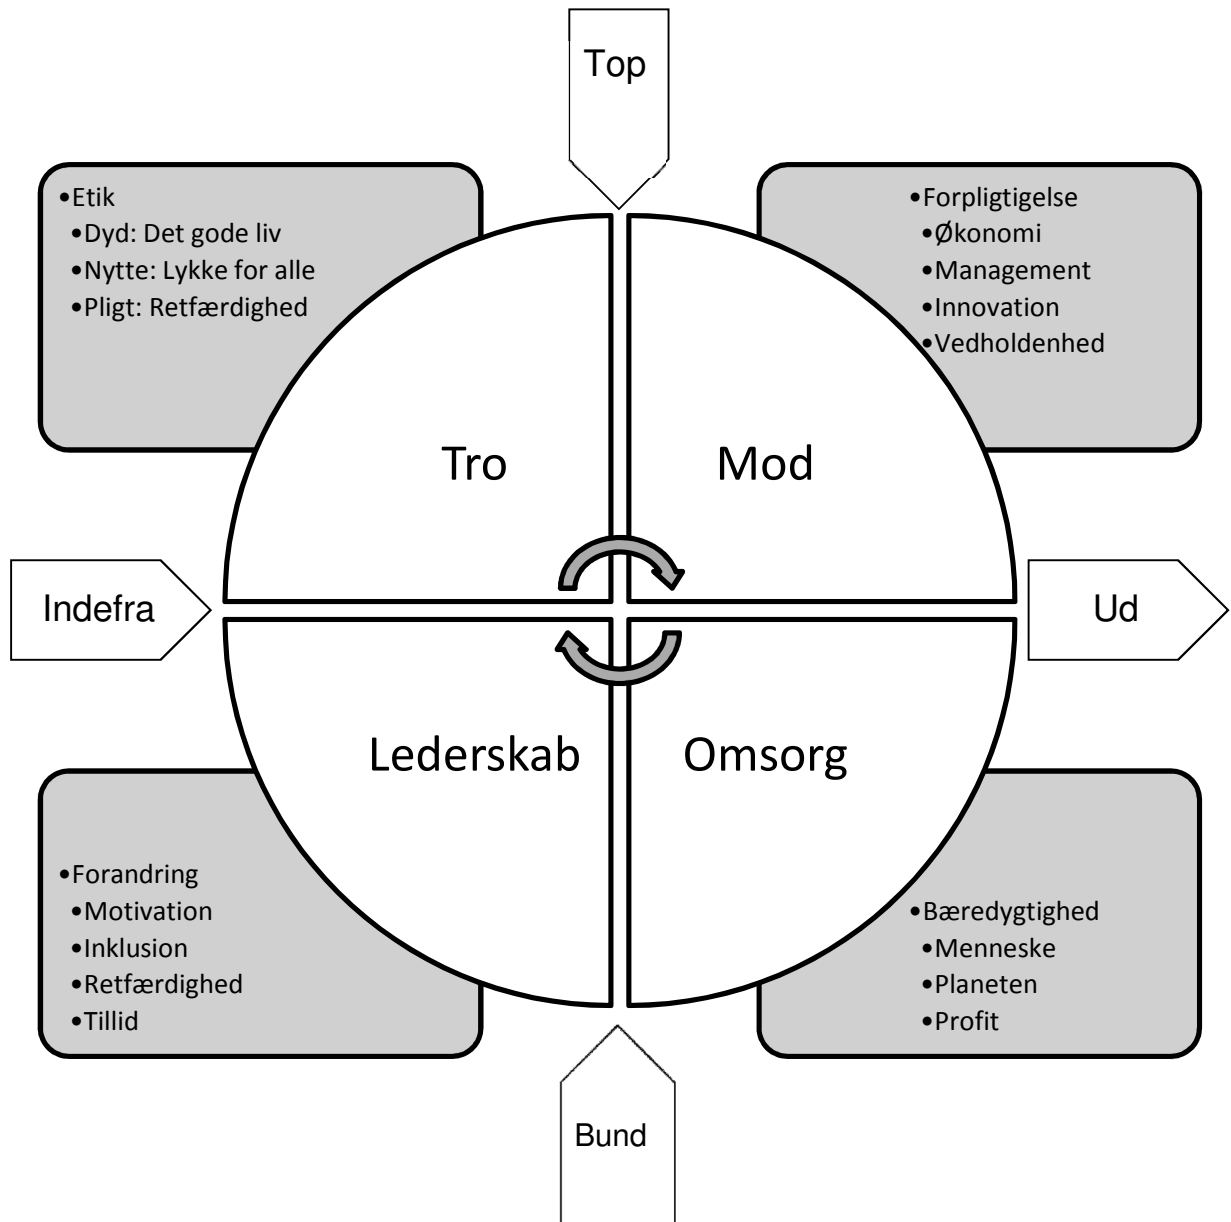 Top
•Etik
•Dyd: Det gode liv
•Nytte: Lykke for alle
•Pligt: Retfærdighed
•Forpligtigelse
•Økonomi
•Management
•Innovation
•Vedholdenhed
Tro
Mod
Indefra
Ud
Lederskab
Omsorg
•Forandring
•Motivation
•Inklusion
•Retfærdighed
•Tillid
•Bæredygtighed
•Menneske
•Planeten
•Profit
Bund